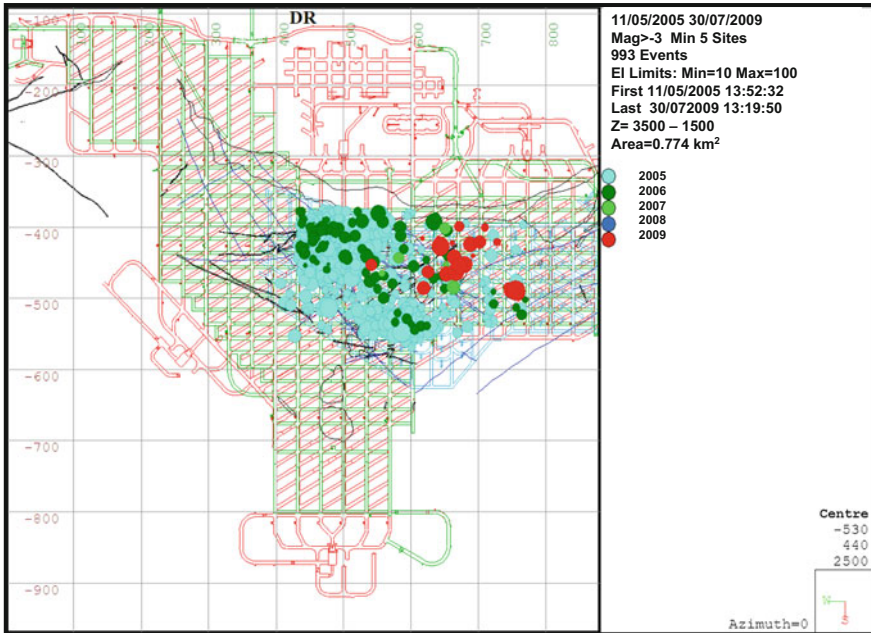 DR
100
200
300
400
500
600
700
800
-100
-200
-300
-400
-500
-600
-700
-800
-900
11/05/2005 30/07/2009
Mag>-3 Min 5 Sites
993 Events
El Limits: Min=10 Max=100
First 11/05/2005 13:52:32
Last 30/072009 13:19:50
Z= 3500 – 1500
Area=0.774 km²
2005
2006
2007
2008
2009
Centre
-530
440
2500
Azimuth=0